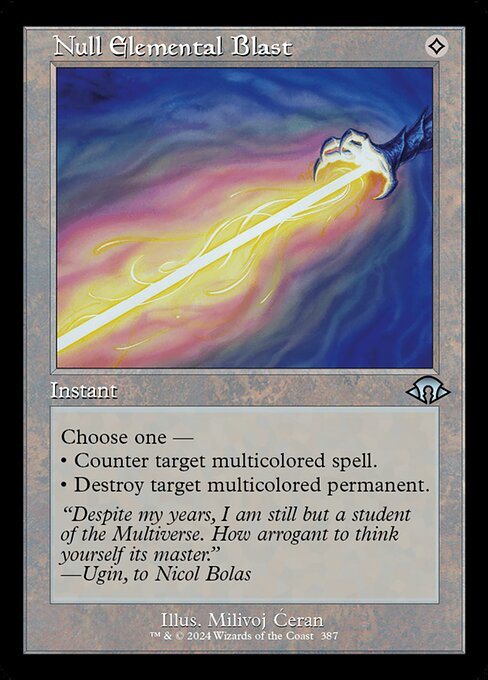 Null Elemental Blast
Instant
Choose one —
• Counter target multicolored spell.
• Destroy target multicolored permanent.
“Despite my years, I am still but a student
of the Multiverse. How arrogant to think
yourself its master.”
—Ugin, to Nicol Bolas
Illus. Milivoj Ćeran
™ & © 2024 Wizards of the Coast 387